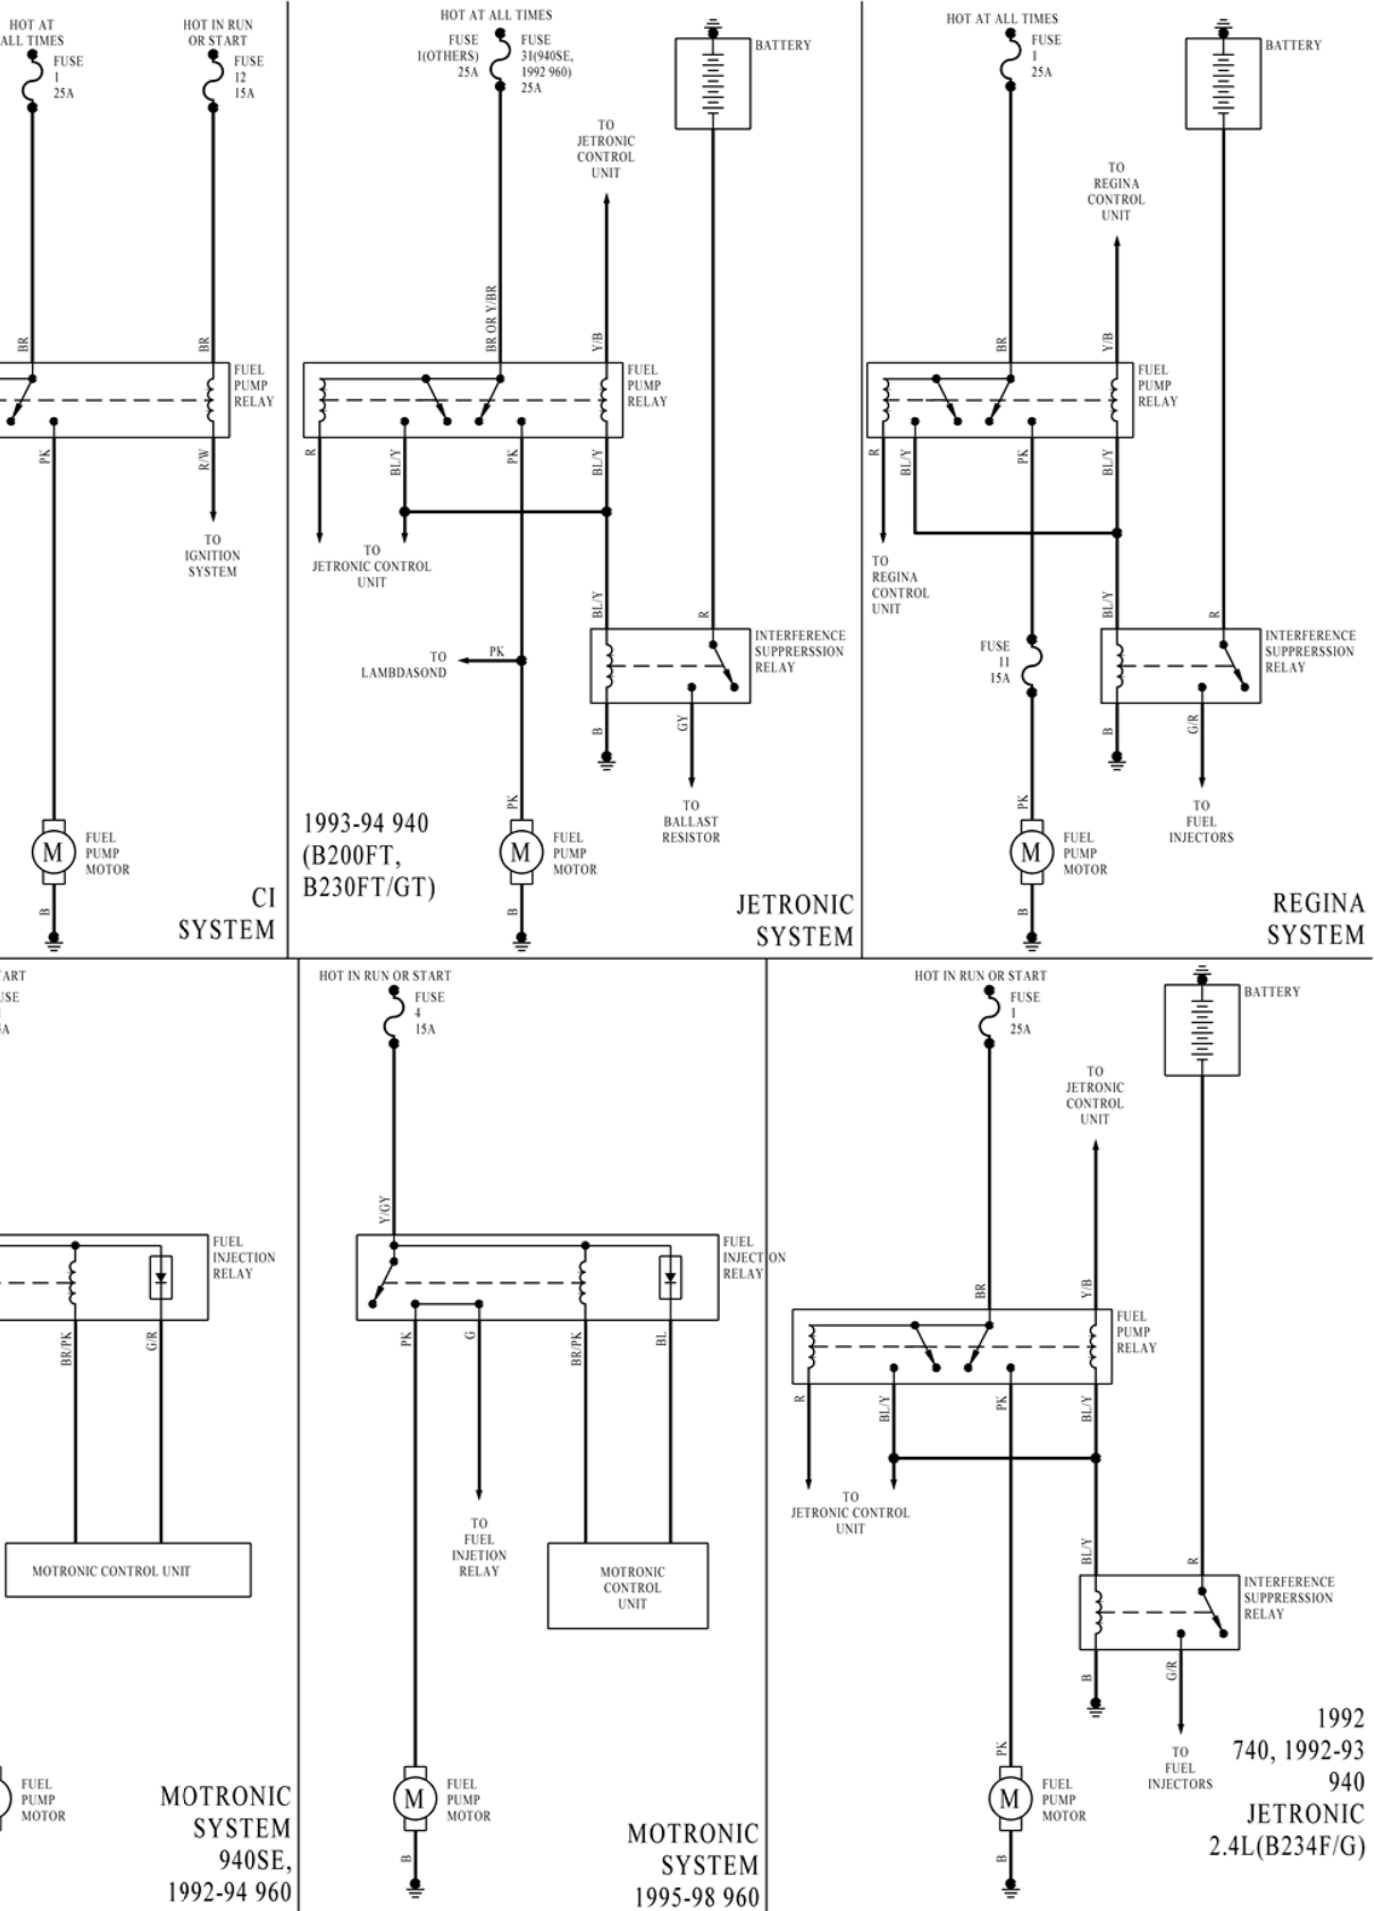 HOT AT
ALL TIMES
FUSE
1
25A
HOT IN RUN
OR START
FUSE
12
15A
BR
BR
FUEL
PUMP
RELAY
PK
R/W
TO
IGNITION
SYSTEM
M
FUEL
PUMP
MOTOR
B
CI
SYSTEM
HOT AT ALL TIMES
FUSE
1(OTHERS)
25A
FUSE
31(940SE,
1992 960)
25A
BATTERY
TO
JETRONIC
CONTROL
UNIT
BR OR Y/BR
Y/B
FUEL
PUMP
RELAY
R
BL/Y
PK
BL/Y
TO
JETRONIC CONTROL
UNIT
BL/Y
R
INTERFERENCE
SUPPRERSSION
RELAY
TO
LAMBDASOND
PK
B
GY
TO
BALLAST
RESISTOR
PK
1993-94 940
(B200FT,
B230FT/GT)
M
FUEL
PUMP
MOTOR
B
JETRONIC
SYSTEM
HOT AT ALL TIMES
FUSE
1
25A
BATTERY
TO
REGINA
CONTROL
UNIT
BR
Y/B
FUEL
PUMP
RELAY
R
BL/Y
PK
BL/Y
TO
REGINA
CONTROL
UNIT
BL/Y
R
FUSE
11
15A
INTERFERENCE
SUPPRERSSION
RELAY
B
G/R
TO
FUEL
INJECTORS
PK
M
FUEL
PUMP
MOTOR
B
REGINA
SYSTEM
FUEL
INJECTION
RELAY
BR/PK
G/R
MOTRONIC CONTROL UNIT
FUEL
PUMP
MOTOR
MOTRONIC
SYSTEM
940SE,
1992-94 960
HOT IN RUN OR START
FUSE
4
15A
Y/GY
FUEL
INJECTION
RELAY
PK
G
BR/PK
BL
TO
FUEL
INJETION
RELAY
MOTRONIC
CONTROL
UNIT
M
FUEL
PUMP
MOTOR
B
MOTRONIC
SYSTEM
1995-98 960
HOT IN RUN OR START
FUSE
1
25A
BATTERY
TO
JETRONIC
CONTROL
UNIT
BR
Y/B
FUEL
PUMP
RELAY
R
BL/Y
PK
BL/Y
TO
JETRONIC CONTROL
UNIT
BL/Y
R
INTERFERENCE
SUPPRERSSION
RELAY
B
G/R
TO
FUEL
INJECTORS
PK
M
FUEL
PUMP
MOTOR
B
1992
740, 1992-93
940
JETRONIC
2.4L(B234F/G)